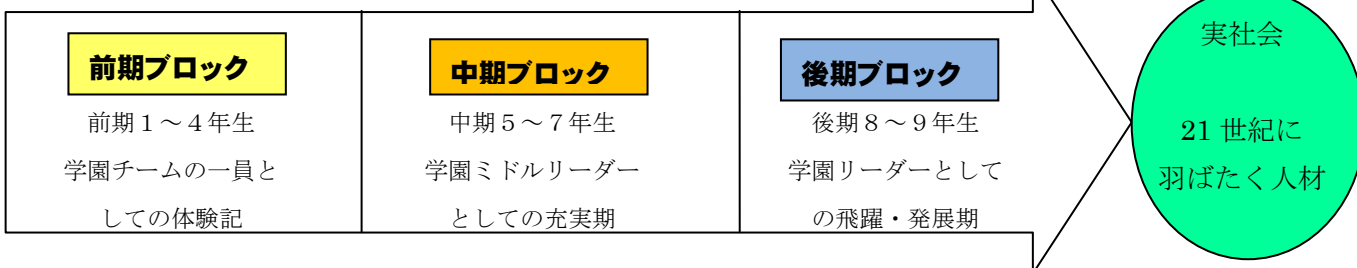 前期ブロック
前期１～４年生
学園チームの一員と
しての体験記
中期ブロック
中期５～７年生
学園ミドルリーダー
としての充実期
後期ブロック
後期８～９年生
学園リーダーとして
の飛躍・発展期
実社会
21 世紀に
羽ばたく人材